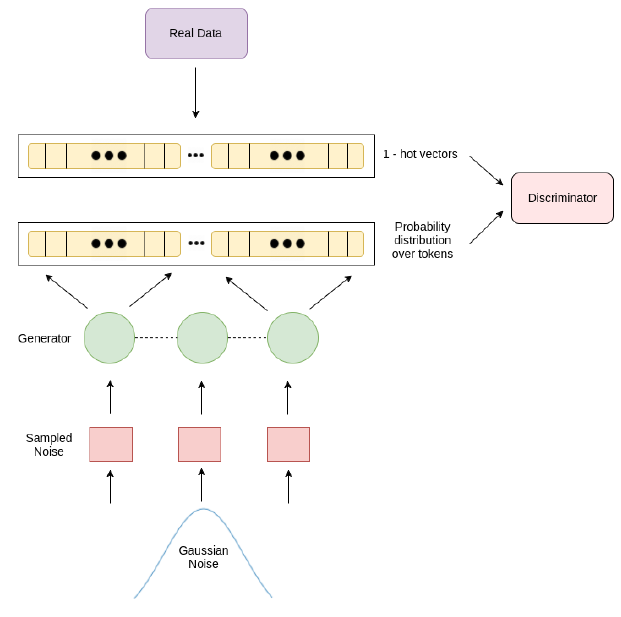 Real Data
1 - hot vectors
Discriminator
Probability
distribution
over tokens
Generator
Sampled
Noise
Gaussian
Noise